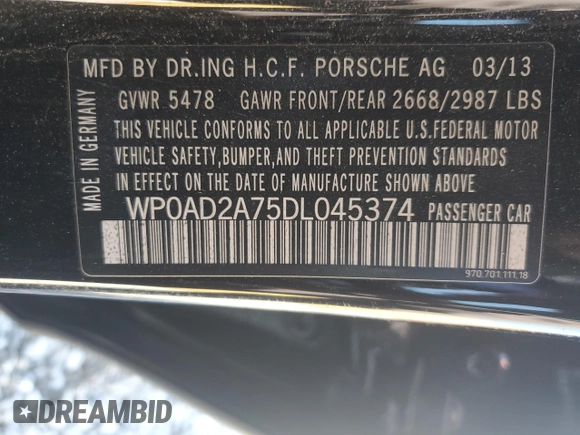 MFD BY DR.ING H.C.F. PORSCHE AG 03/13
GVWR 5478 GAWR FRONT/REAR 2668/2987 LBS
THIS VEHICLE CONFORMS TO ALL APPLICABLE U.S.FEDERAL MOTOR
VEHICLE SAFETY,BUMPER,AND THEFT PREVENTION STANDARDS
IN EFFECT ON THE DATE OF MANUFACTURE SHOWN ABOVE
WP0AD2A75DL045374 PASSENGER CAR
970.701.111.18
MADE IN GERMANY
DREAMBID